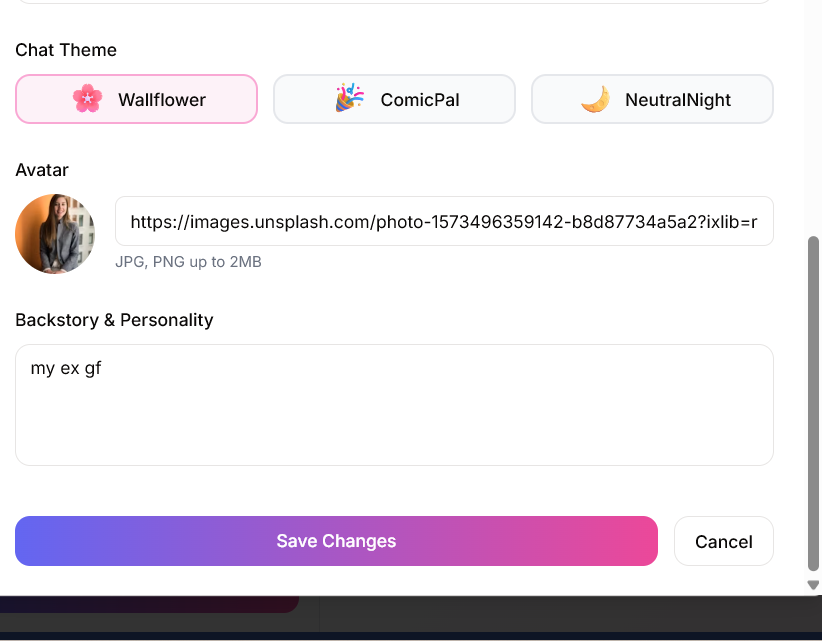 Chat Theme
Wallflower
ComicPal
NeutralNight
Avatar
https://images.unsplash.com/photo-1573496359142-b8d87734a5a2?ixlib=r
JPG, PNG up to 2MB
Backstory & Personality
my ex gf
Save Changes
Cancel